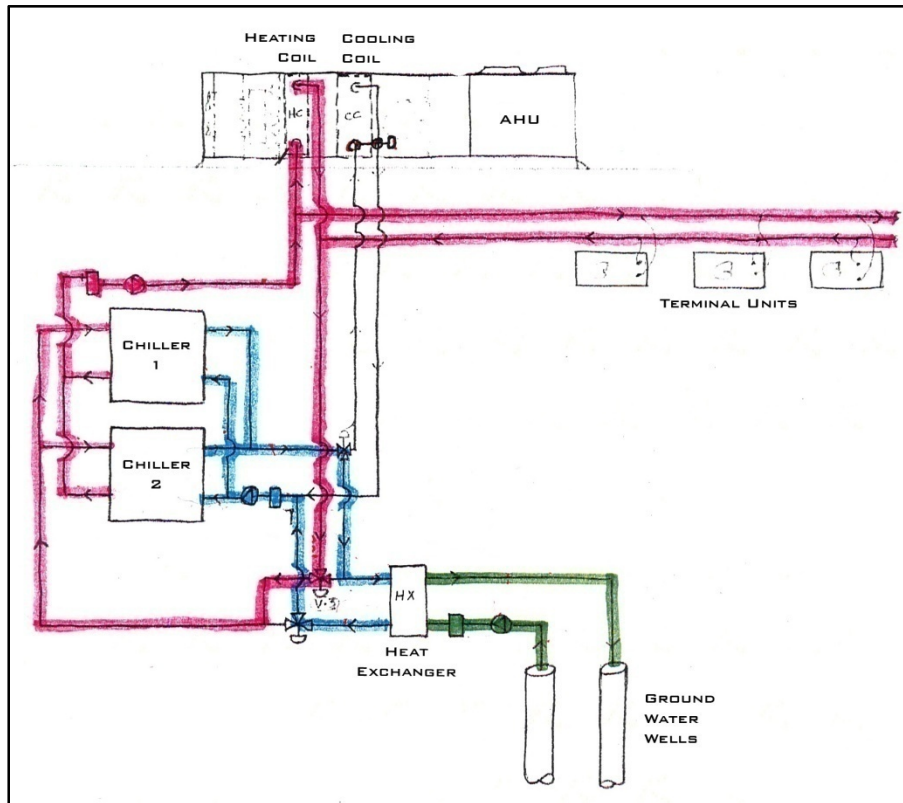 Heating Coil
Cooling Coil
HC
CC
AHU
Chiller 1
Terminal Units
Chiller 2
V-3
HX
Heat Exchanger
Ground Water Wells